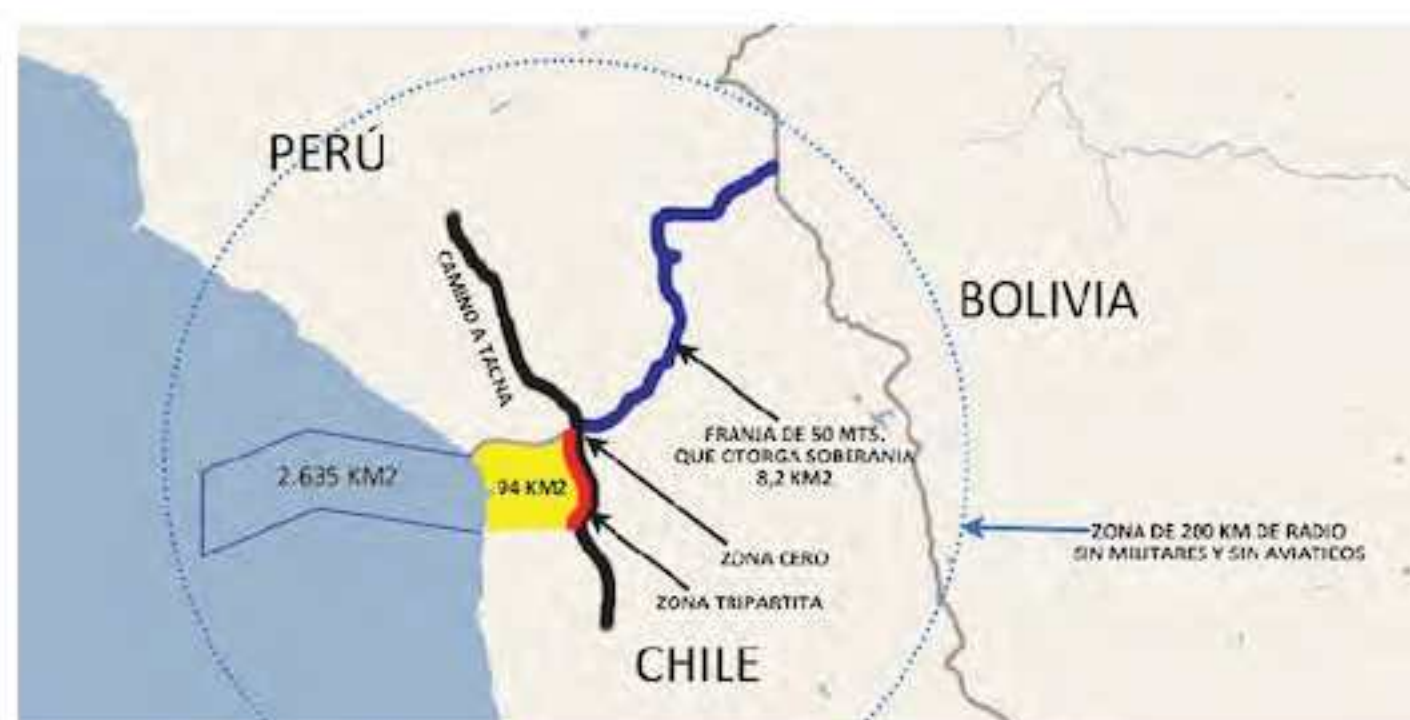 PERÚ
CAMINO A TACNA
BOLIVIA
FRANJA DE 50 MTS.
QUE OTORGA SOBERANIA
8,2 KM2
2.635 KM2
94 KM2
ZONA DE 200 KM DE RADIO
SIN MILITARES Y SIN AVIATICOS
ZONA CERO
ZONA TRIPARTITA
CHILE